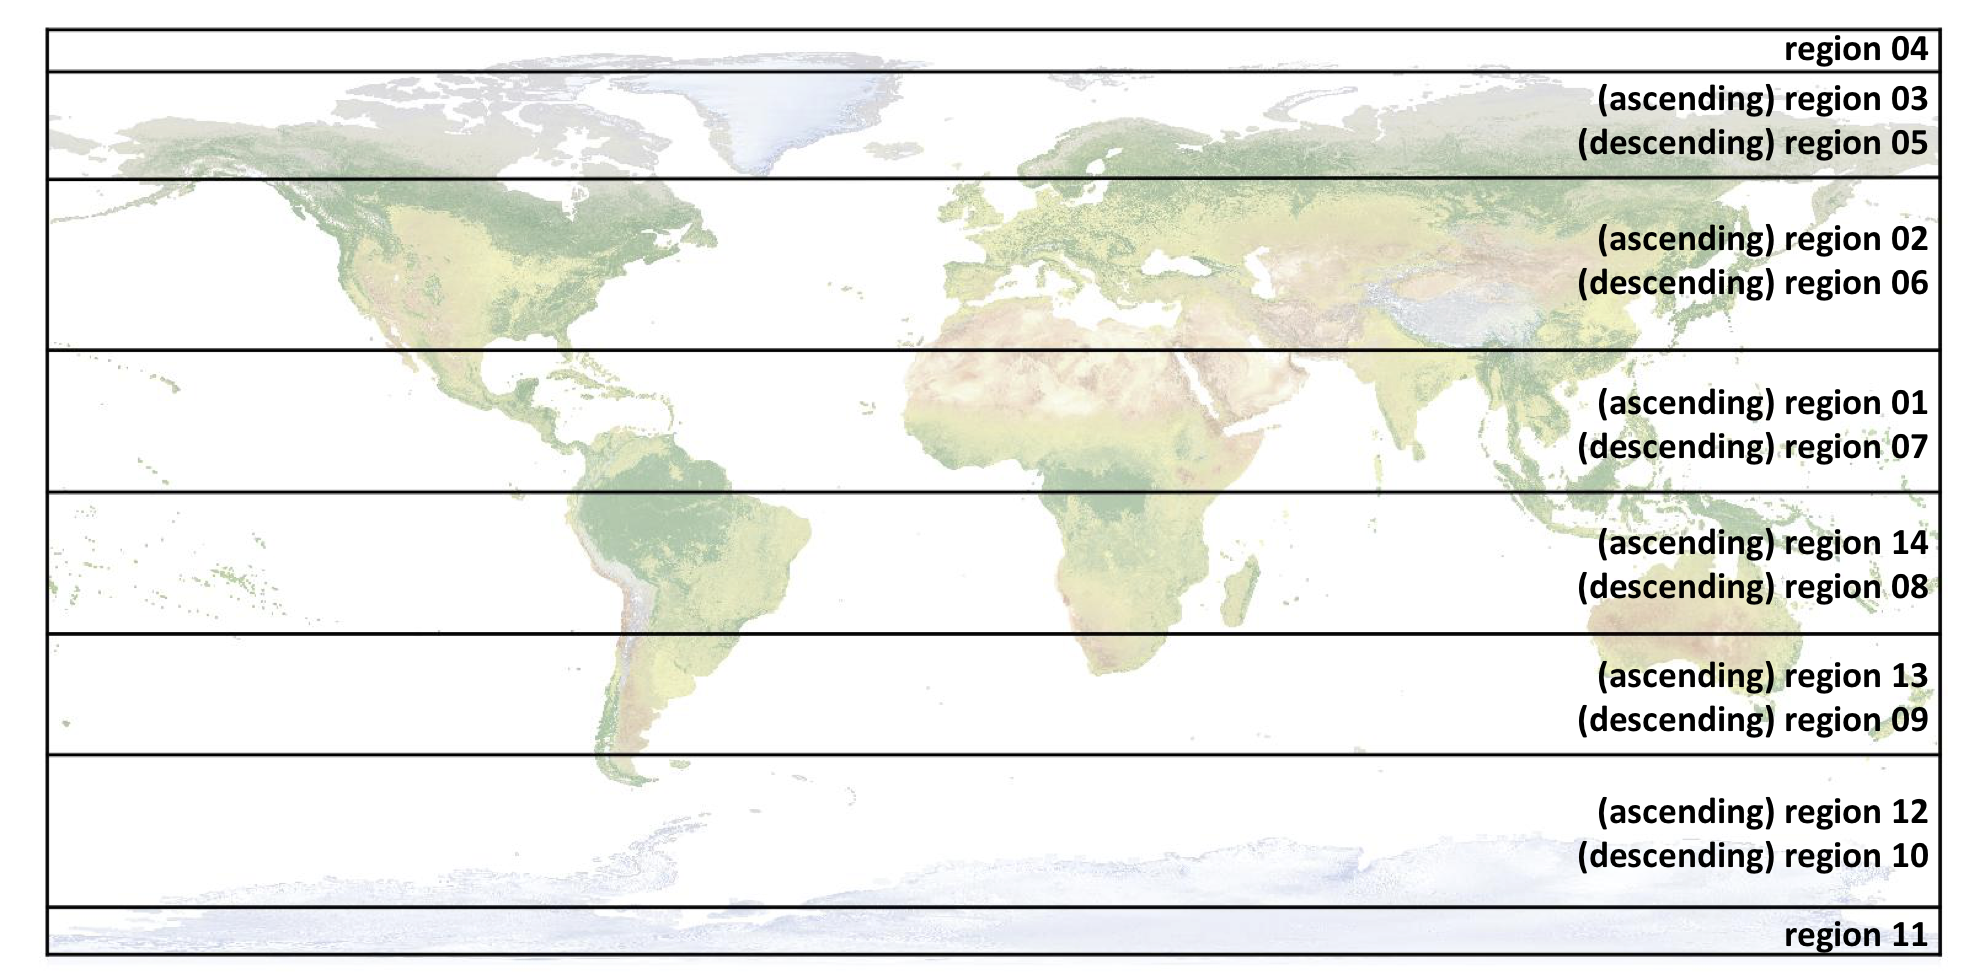 region 04
(ascending) region 03
(descending) region 05
(ascending) region 02
(descending) region 06
(ascending) region 01
(descending) region 07
(ascending) region 14
(descending) region 08
(ascending) region 13
(descending) region 09
(ascending) region 12
(descending) region 10
region 11